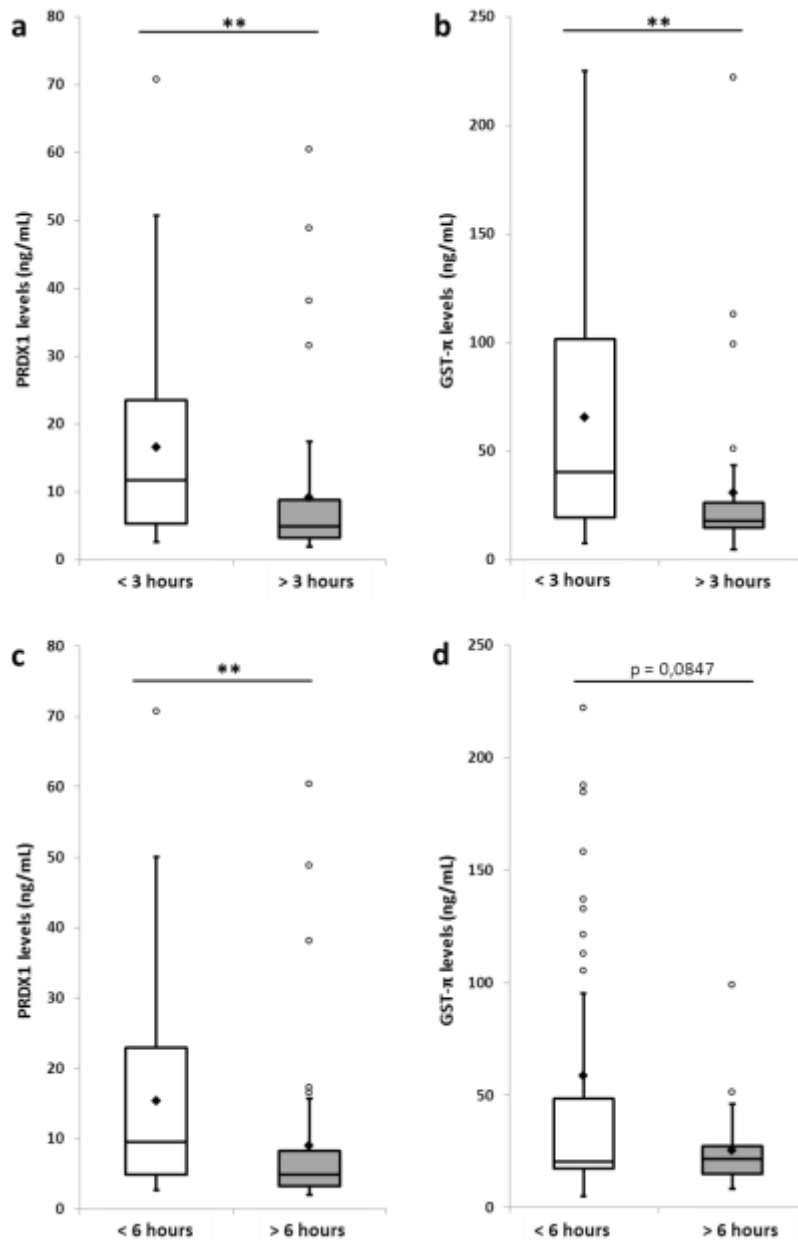 a
**
80
70
60
50
40
30
20
10
0
PRDX1 levels (ng/mL)
< 3 hours
> 3 hours
b
**
250
200
150
100
50
0
GST-π levels (ng/mL)
< 3 hours
> 3 hours
c
**
80
70
60
50
40
30
20
10
0
PRDX1 levels (ng/mL)
< 6 hours
> 6 hours
d
p = 0,0847
250
200
150
100
50
0
GST-π levels (ng/mL)
< 6 hours
> 6 hours